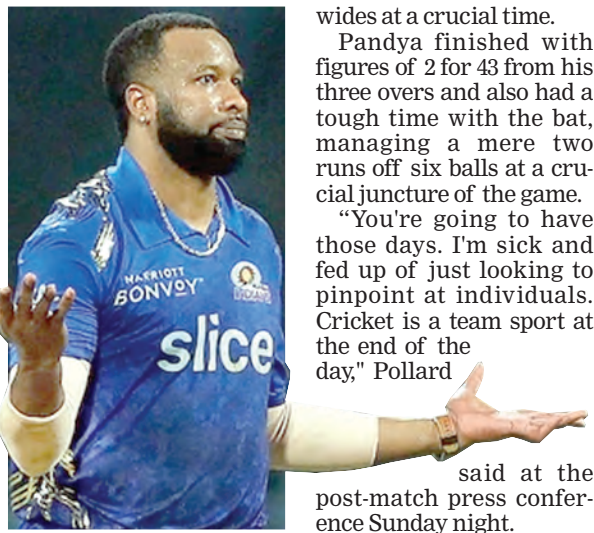 MARRIOTT
BONVOY
INDIANS
slice
wides at a crucial time.
Pandya finished with
figures of 2 for 43 from his
three overs and also had a
tough time with the bat,
managing a mere two
runs off six balls at a cru-
cial juncture of the game.
“You're going to have
those days. I'm sick and
fed up of just looking to
pinpoint at individuals.
Cricket is a team sport at
the end of the
day," Pollard
said at the
post-match press confer-
ence Sunday night.